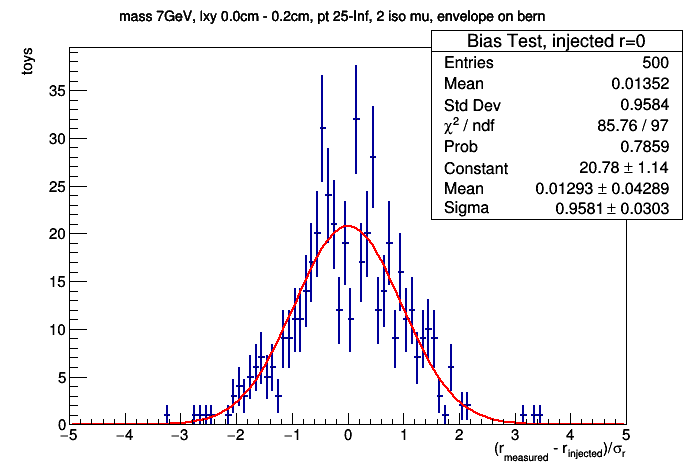 mass 7GeV, lxy 0.0cm - 0.2cm, pt 25-Inf, 2 iso mu, envelope on bern
Bias Test, injected r=0
Entries 500
Mean 0.01352
Std Dev 0.9584
χ² / ndf 85.76 / 97
Prob 0.7859
Constant 20.78 ± 1.14
Mean 0.01293 ± 0.04289
Sigma 0.9581 ± 0.0303
toys
35
30
25
20
15
10
5
0
−5 −4 −3 −2 −1 0 1 2 3 4 5
(r_measured - r_injected)/σ_r